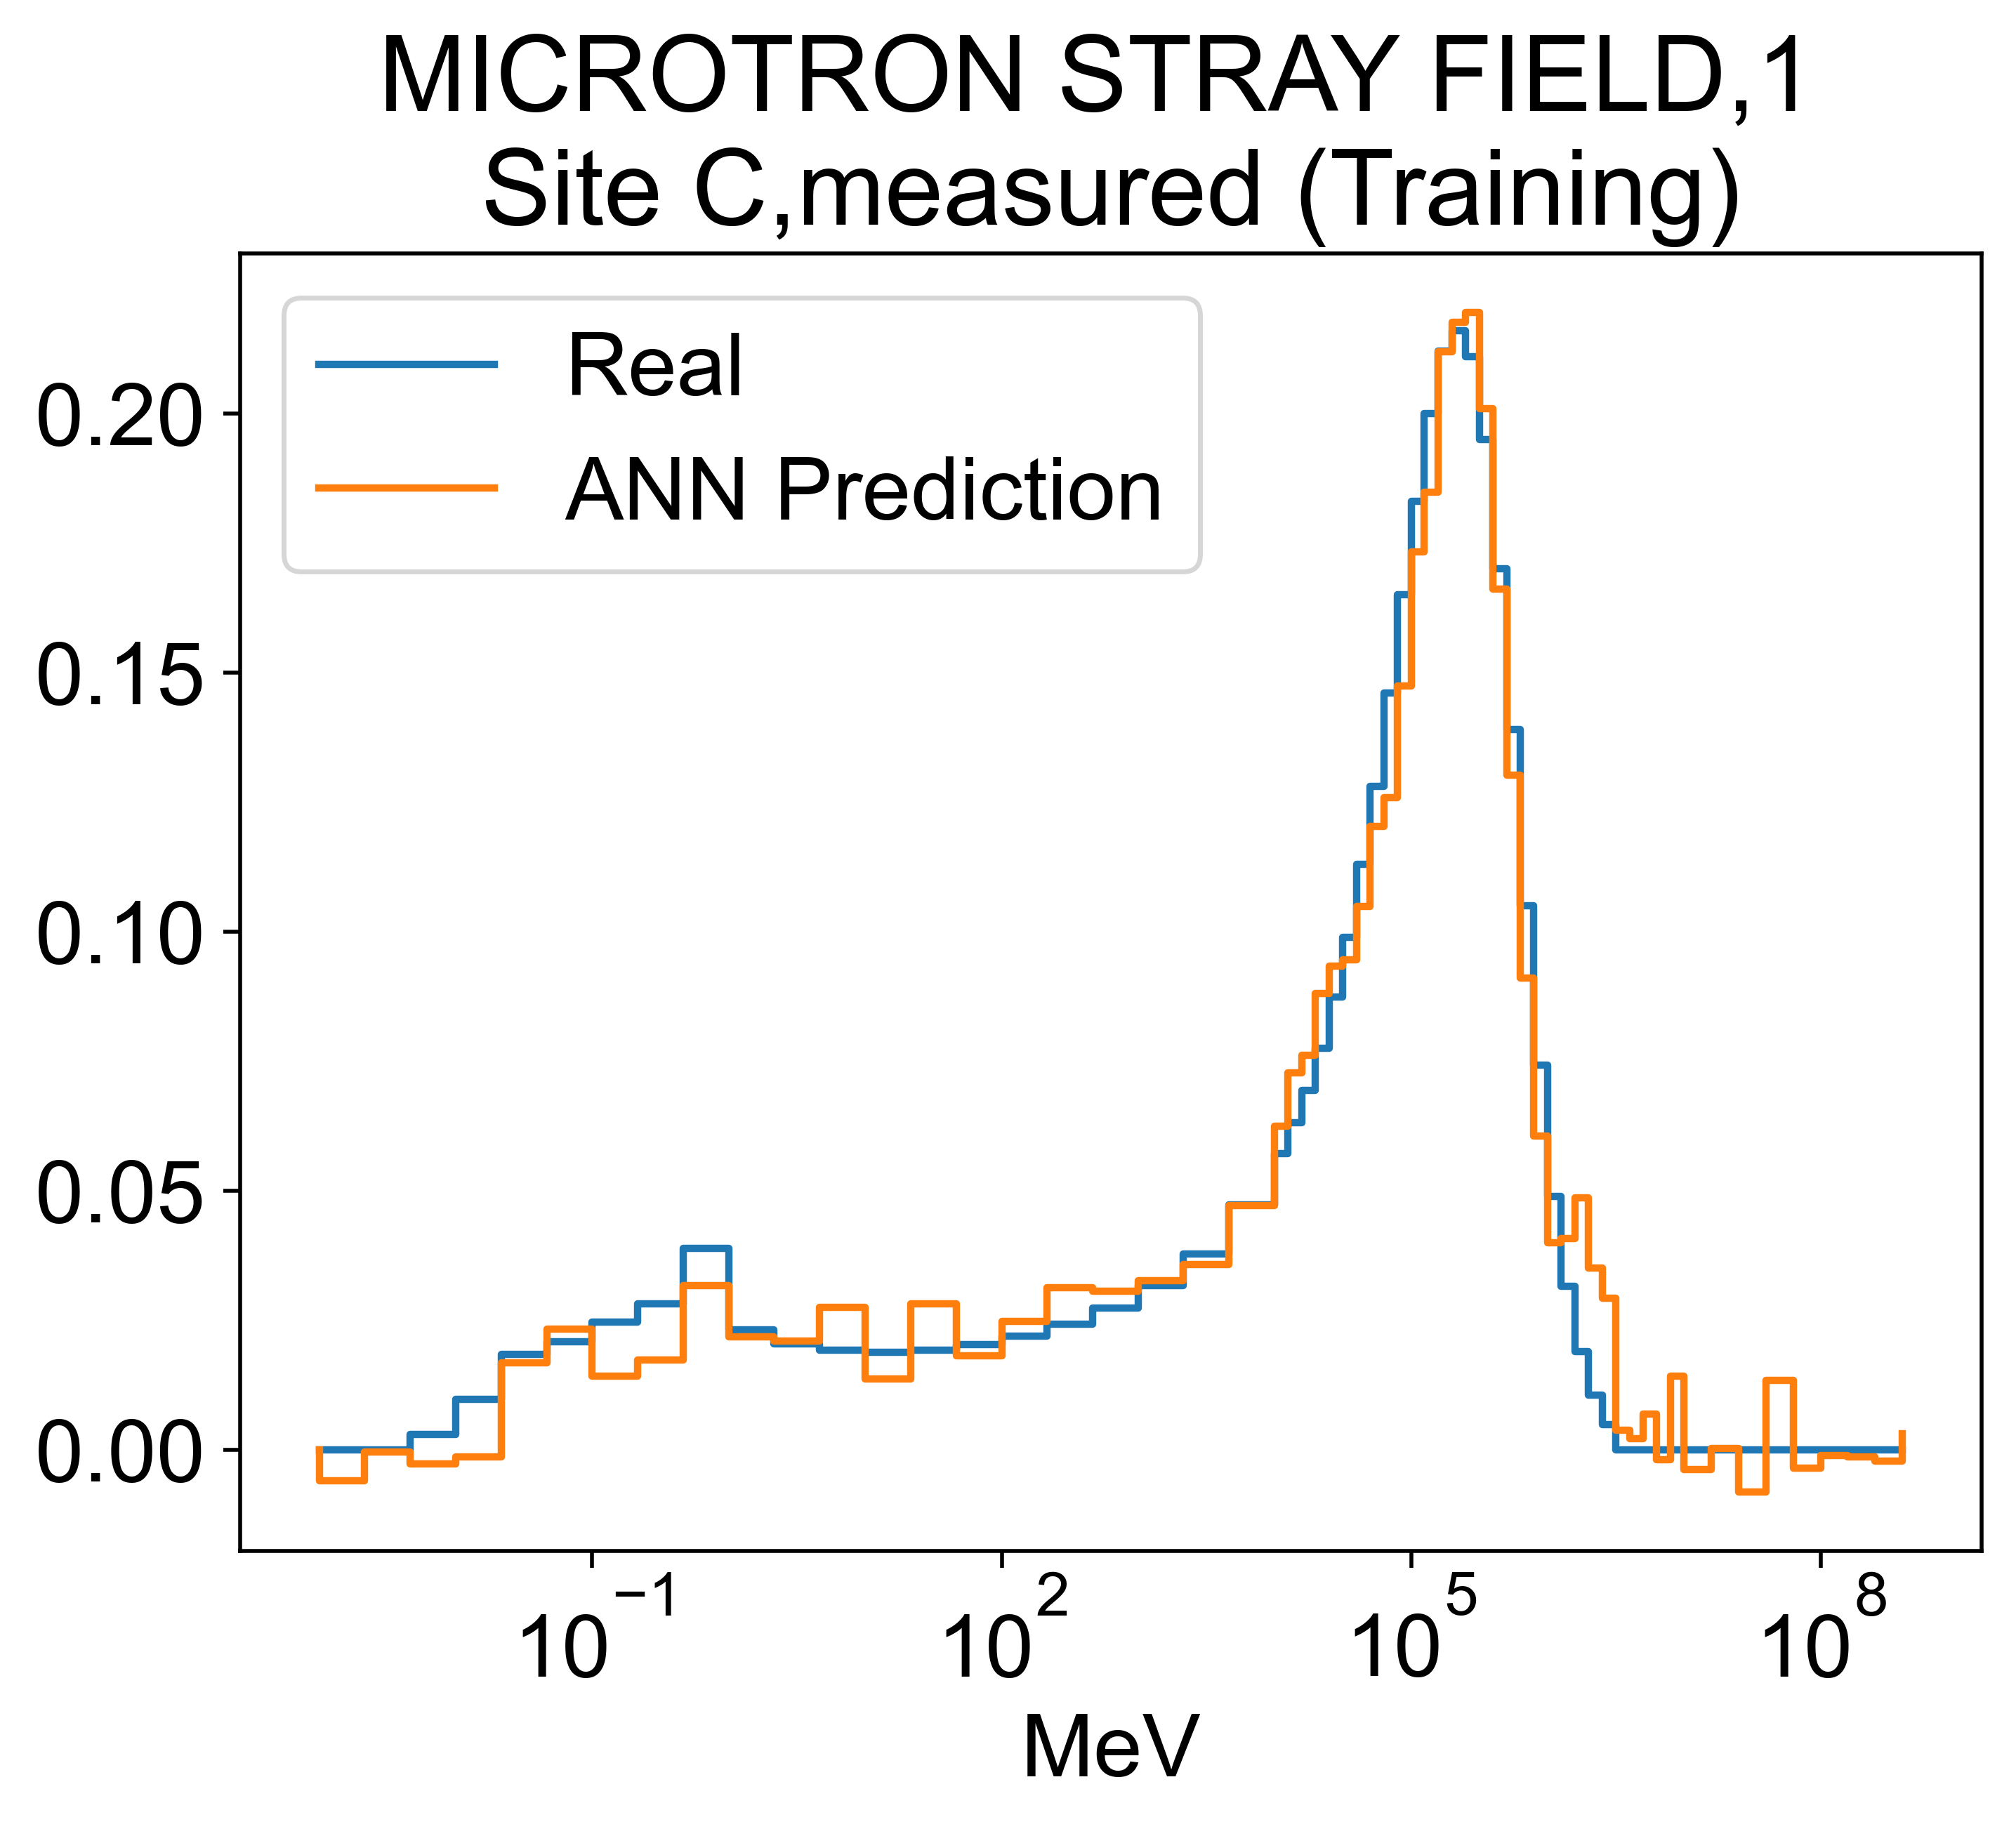 MICROTRON STRAY FIELD,1
Site C,measured (Training)
Real
ANN Prediction
0.20
0.15
0.10
0.05
0.00
10⁻¹ 10² 10⁵ 10⁸
MeV